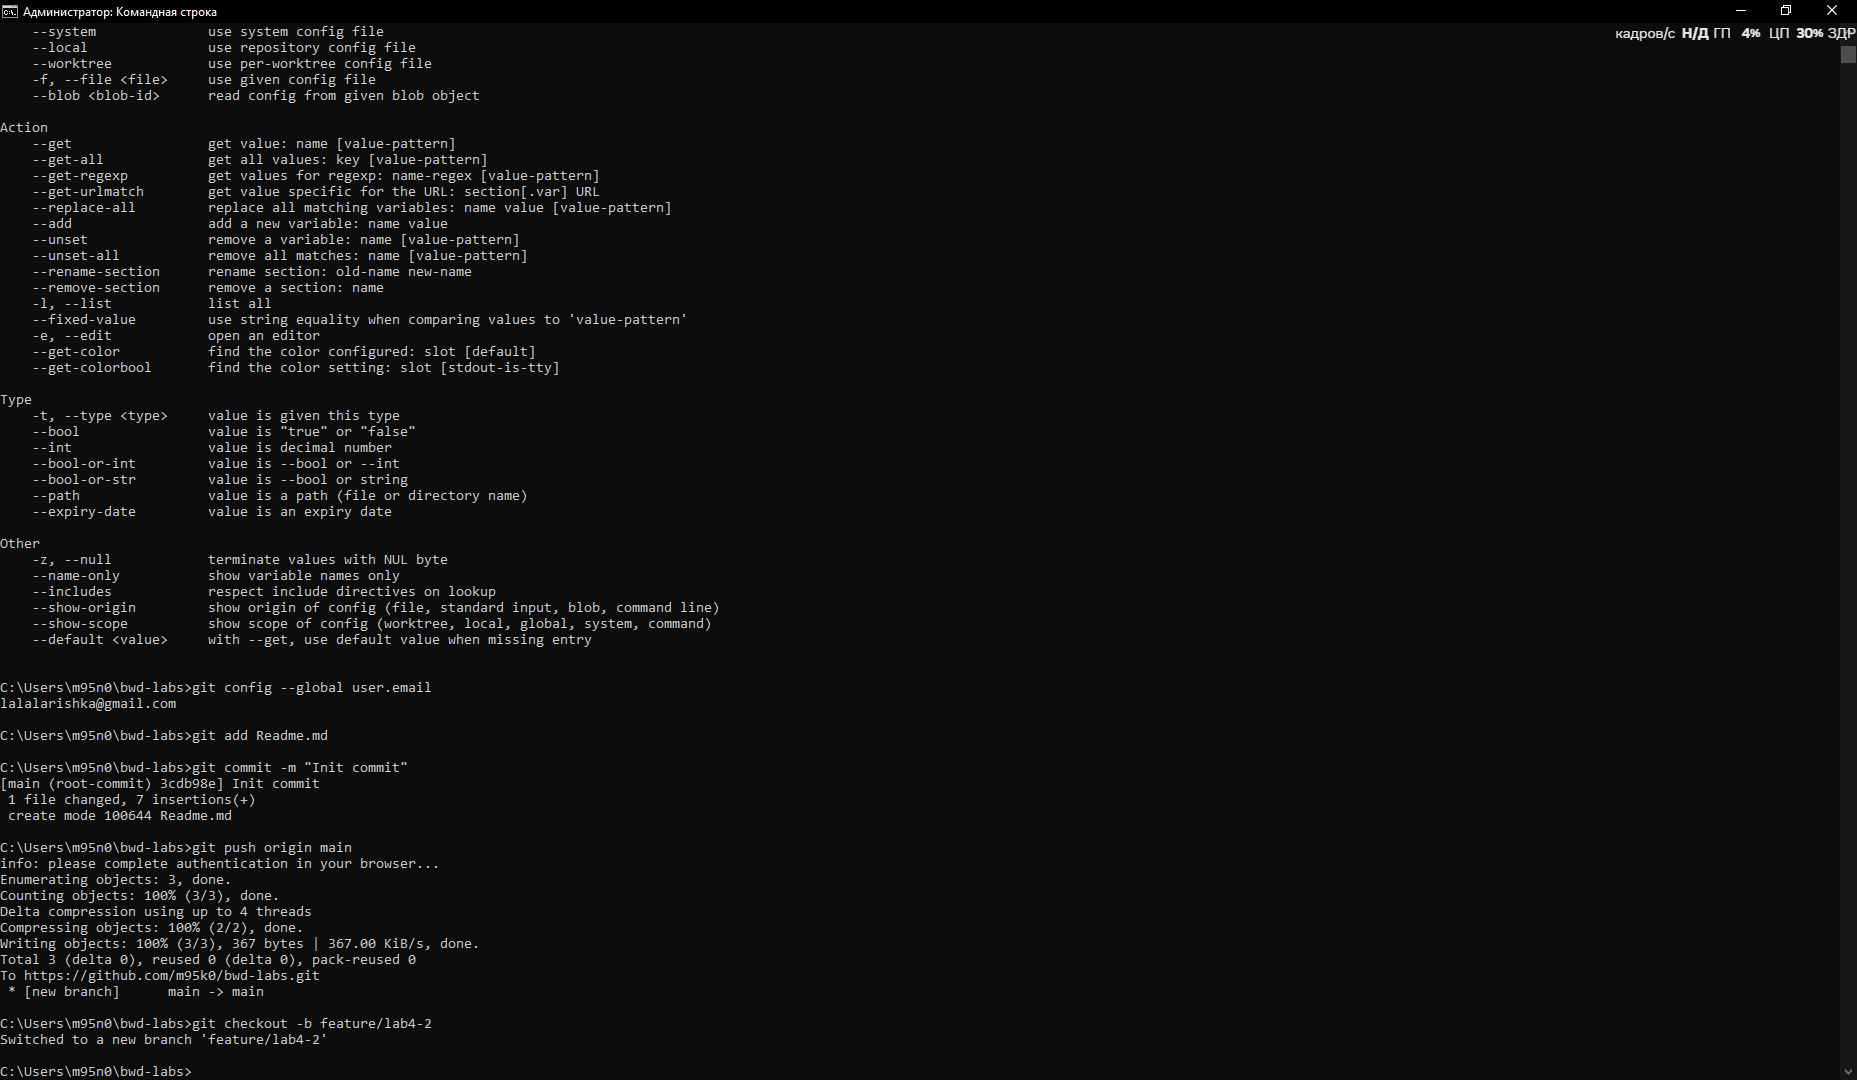 Администратор: Командная строка
кадров/с Н/Д ГП 4% ЦП 30% ЗДР
--system use system config file
--local use repository config file
--worktree use per-worktree config file
-f, --file <file> use given config file
--blob <blob-id> read config from given blob object
Action
--get get value: name [value-pattern]
--get-all get all values: key [value-pattern]
--get-regexp get values for regexp: name-regex [value-pattern]
--get-urlmatch get value specific for the URL: section[.var] URL
--replace-all replace all matching variables: name value [value-pattern]
--add add a new variable: name value
--unset remove a variable: name [value-pattern]
--unset-all remove all matches: name [value-pattern]
--rename-section rename section: old-name new-name
--remove-section remove a section: name
-l, --list list all
--fixed-value use string equality when comparing values to 'value-pattern'
-e, --edit open an editor
--get-color find the color configured: slot [default]
--get-colorbool find the color setting: slot [stdout-is-tty]
Type
-t, --type <type> value is given this type
--bool value is "true" or "false"
--int value is decimal number
--bool-or-int value is --bool or --int
--bool-or-str value is --bool or string
--path value is a path (file or directory name)
--expiry-date value is an expiry date
Other
-z, --null terminate values with NUL byte
--name-only show variable names only
--includes respect include directives on lookup
--show-origin show origin of config (file, standard input, blob, command line)
--show-scope show scope of config (worktree, local, global, system, command)
--default <value> with --get, use default value when missing entry
C:\Users\m95n0\bwd-labs>git config --global user.email
lalalarishka@gmail.com
C:\Users\m95n0\bwd-labs>git add Readme.md
C:\Users\m95n0\bwd-labs>git commit -m "Init commit"
[main (root-commit) 3cdb98e] Init commit
1 file changed, 7 insertions(+)
create mode 100644 Readme.md
C:\Users\m95n0\bwd-labs>git push origin main
info: please complete authentication in your browser...
Enumerating objects: 3, done.
Counting objects: 100% (3/3), done.
Delta compression using up to 4 threads
Compressing objects: 100% (2/2), done.
Writing objects: 100% (3/3), 367 bytes | 367.00 KiB/s, done.
Total 3 (delta 0), reused 0 (delta 0), pack-reused 0
To https://github.com/m95k0/bwd-labs.git
* [new branch] main -> main
C:\Users\m95n0\bwd-labs>git checkout -b feature/lab4-2
Switched to a new branch 'feature/lab4-2'
C:\Users\m95n0\bwd-labs>